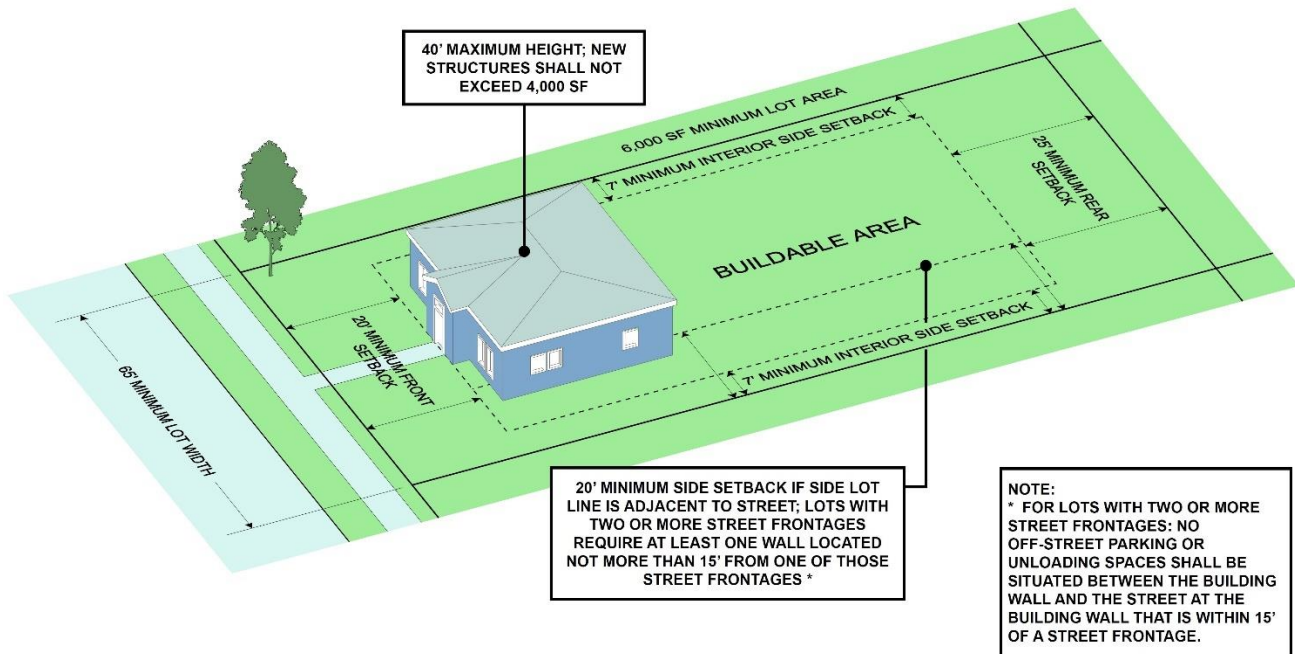 40' MAXIMUM HEIGHT; NEW
STRUCTURES SHALL NOT
EXCEED 4,000 SF
6,000 SF MINIMUM LOT AREA
7' MINIMUM INTERIOR SIDE SETBACK
25' MINIMUM REAR
SETBACK
BUILDABLE AREA
20' MINIMUM FRONT
SETBACK
7' MINIMUM INTERIOR SIDE SETBACK
65' MINIMUM LOT WIDTH
20' MINIMUM SIDE SETBACK IF SIDE LOT
LINE IS ADJACENT TO STREET; LOTS WITH
TWO OR MORE STREET FRONTAGES
REQUIRE AT LEAST ONE WALL LOCATED
NOT MORE THAN 15' FROM ONE OF THOSE
STREET FRONTAGES *
NOTE:
* FOR LOTS WITH TWO OR MORE
STREET FRONTAGES: NO
OFF-STREET PARKING OR
UNLOADING SPACES SHALL BE
SITUATED BETWEEN THE BUILDING
WALL AND THE STREET AT THE
BUILDING WALL THAT IS WITHIN 15'
OF A STREET FRONTAGE.